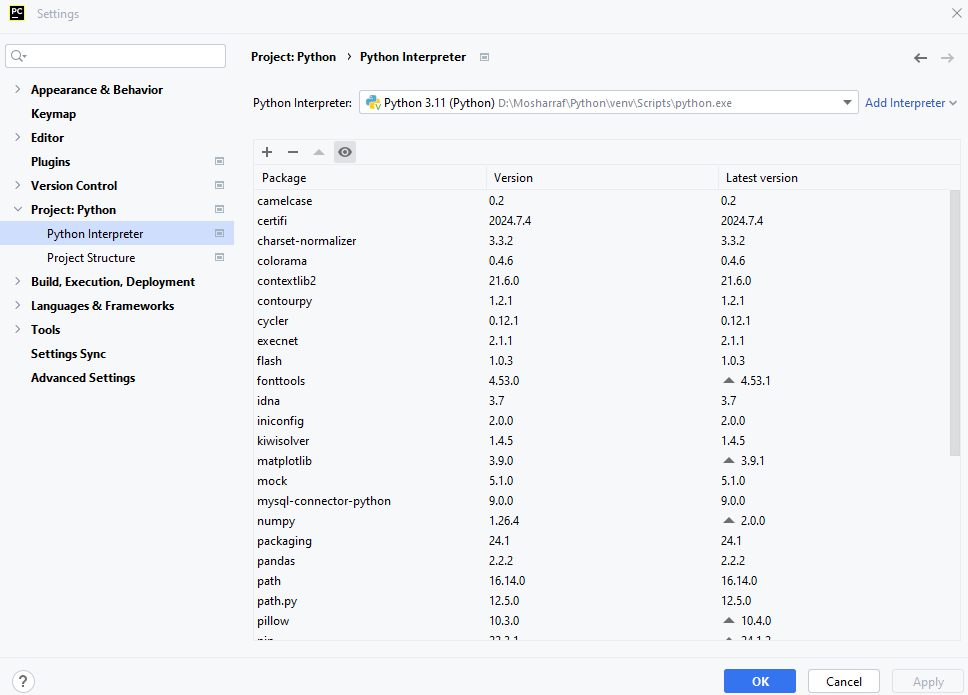 PC Settings
Project: Python › Python Interpreter
Python Interpreter: Python 3.11 (Python) D:\Mosharraf\Python\venv\Scripts\python.exe Add Interpreter
Appearance & Behavior
Keymap
Editor
Plugins
Version Control
Project: Python
Python Interpreter
Project Structure
Build, Execution, Deployment
Languages & Frameworks
Tools
Settings Sync
Advanced Settings
Package Version Latest version
camelcase 0.2 0.2
certifi 2024.7.4 2024.7.4
charset-normalizer 3.3.2 3.3.2
colorama 0.4.6 0.4.6
contextlib2 21.6.0 21.6.0
contourpy 1.2.1 1.2.1
cycler 0.12.1 0.12.1
execnet 2.1.1 2.1.1
flash 1.0.3 1.0.3
fonttools 4.53.0 4.53.1
idna 3.7 3.7
iniconfig 2.0.0 2.0.0
kiwisolver 1.4.5 1.4.5
matplotlib 3.9.0 3.9.1
mock 5.1.0 5.1.0
mysql-connector-python 9.0.0 9.0.0
numpy 1.26.4 2.0.0
packaging 24.1 24.1
pandas 2.2.2 2.2.2
path 16.14.0 16.14.0
path.py 12.5.0 12.5.0
pillow 10.3.0 10.4.0
? OK Cancel Apply